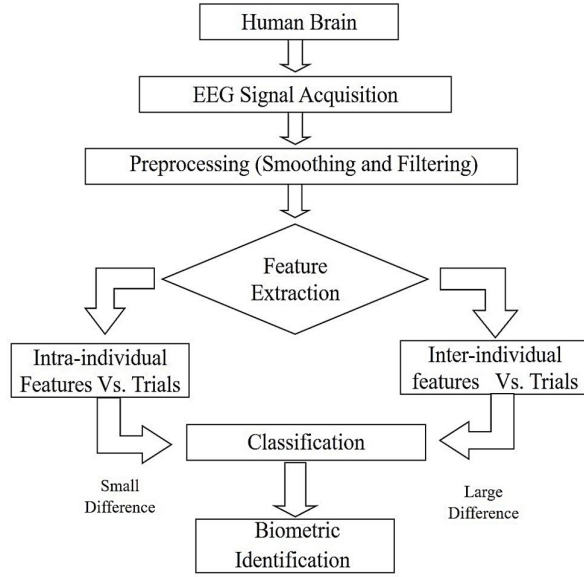 Human Brain
EEG Signal Acquisition
Preprocessing (Smoothing and Filtering)
Feature
Extraction
Intra-individual
Features Vs. Trials
Inter-individual
features Vs. Trials
Classification
Small
Difference
Large
Difference
Biometric
Identification